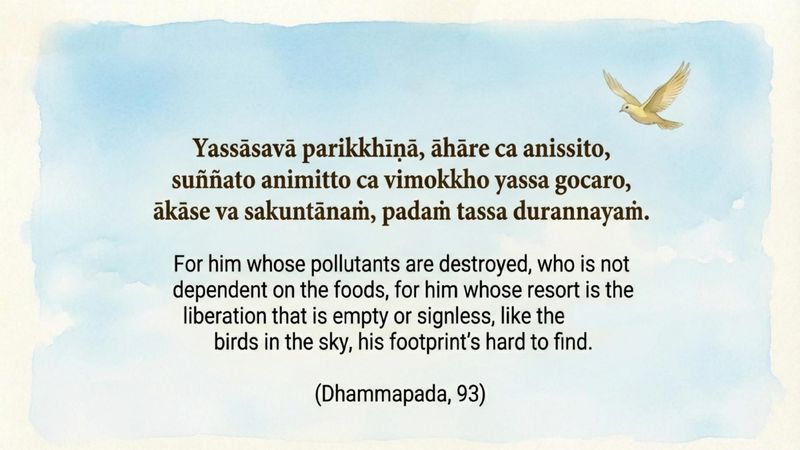 Yassāsavā parikkhīṇā, āhāre ca anissito,
suññato animitto ca vimokkho yassa gocaro,
ākāse va sakuntānaṁ, padaṁ tassa durannayaṁ.
For him whose pollutants are destroyed, who is not
dependent on the foods, for him whose resort is the
liberation that is empty or signless, like the
birds in the sky, his footprint’s hard to find.
(Dhammapada, 93)